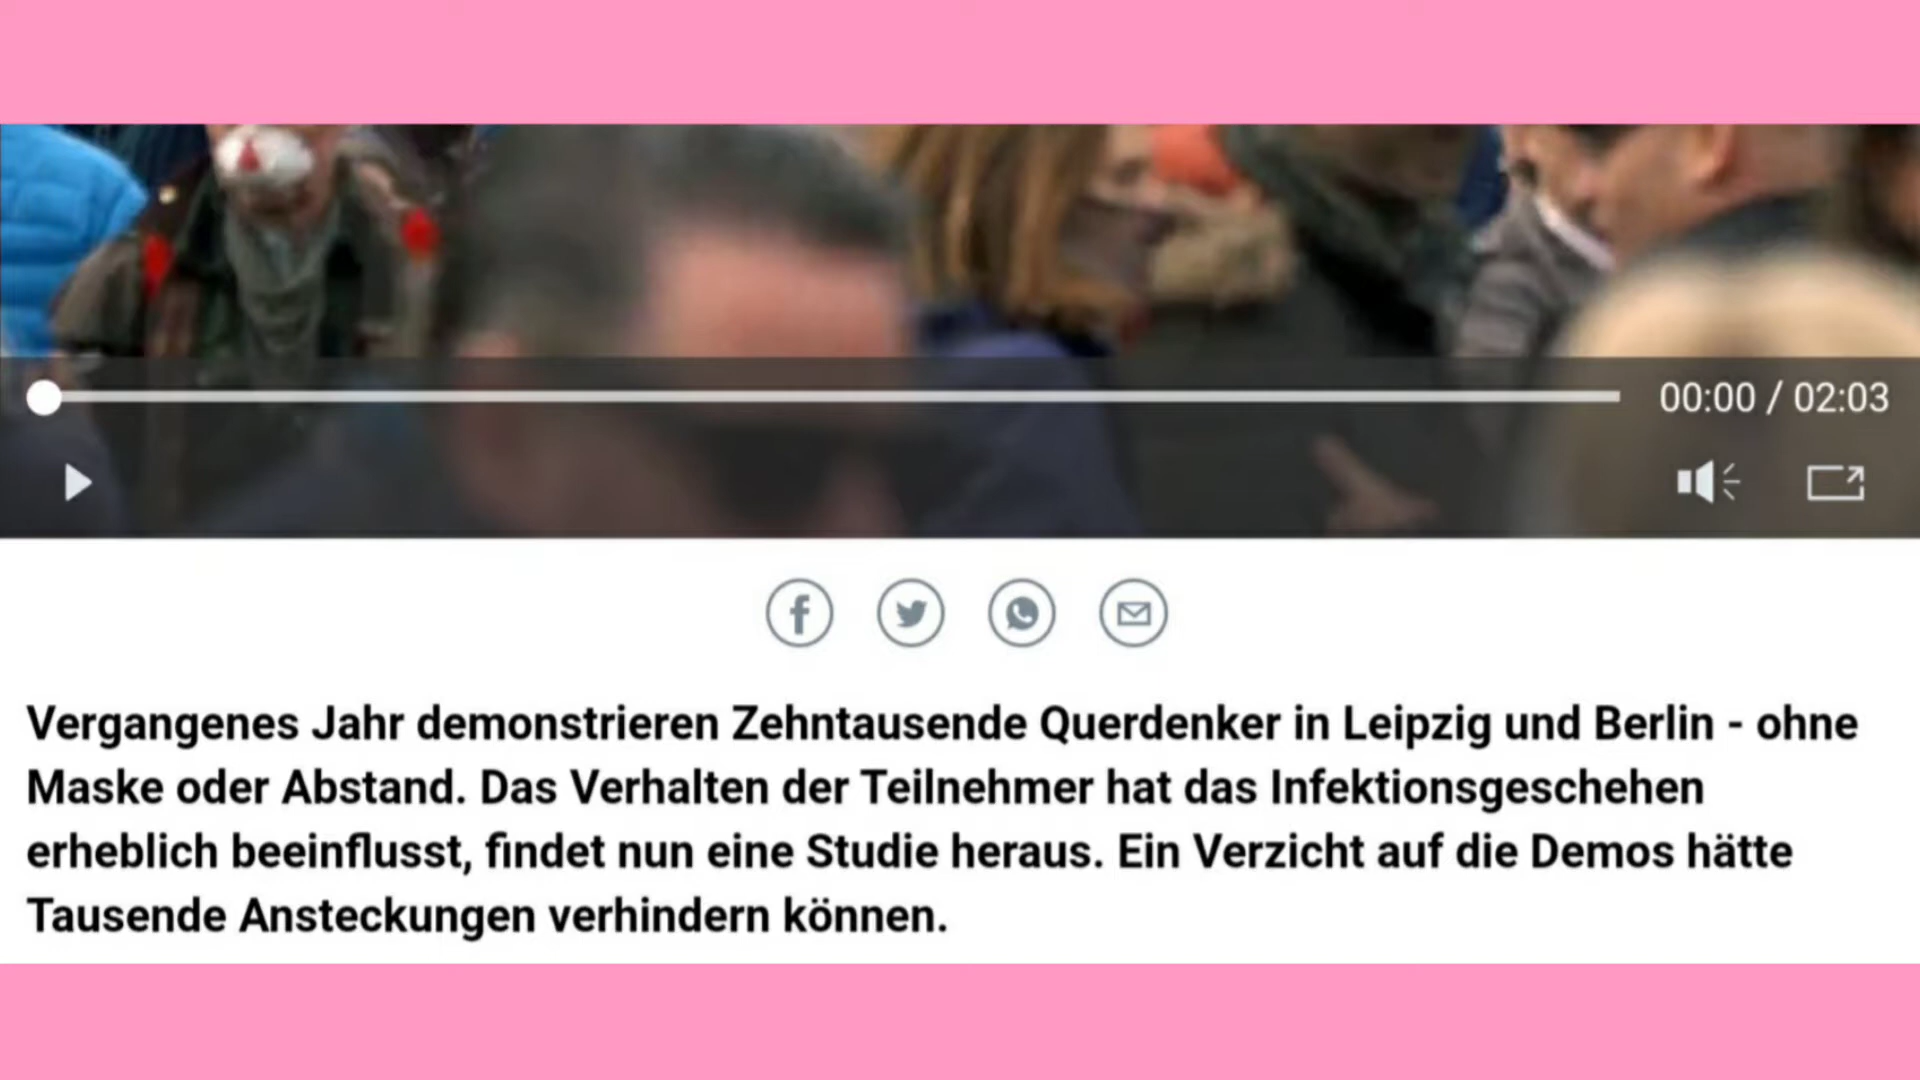 00:00 / 02:03
Vergangenes Jahr demonstrieren Zehntausende Querdenker in Leipzig und Berlin - ohne
Maske oder Abstand. Das Verhalten der Teilnehmer hat das Infektionsgeschehen
erheblich beeinflusst, findet nun eine Studie heraus. Ein Verzicht auf die Demos hätte
Tausende Ansteckungen verhindern können.